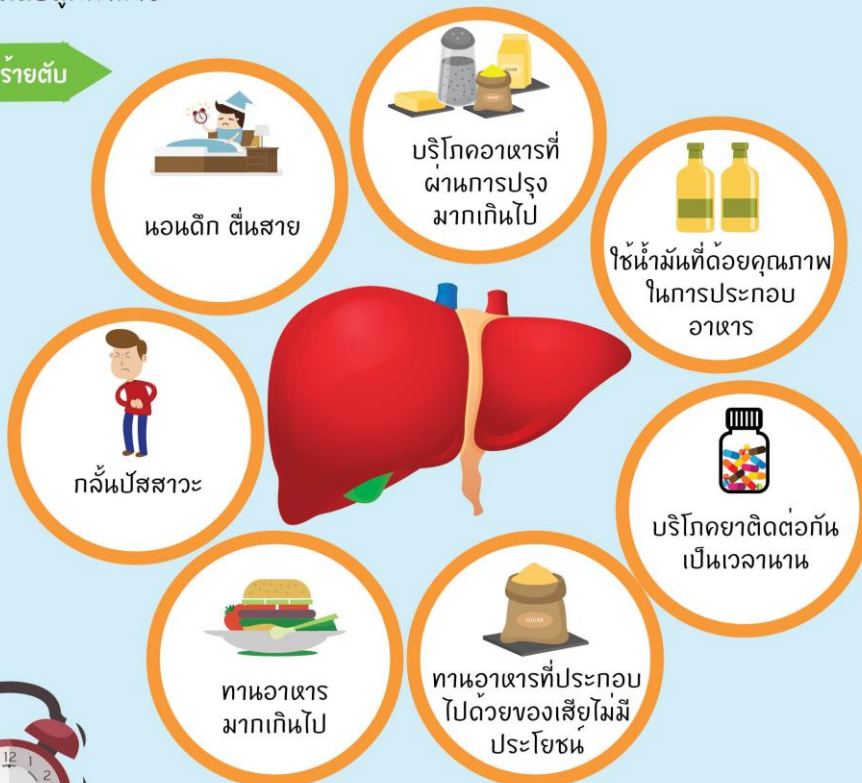 ร้ายตับ
บริโภคอาหารที่
ผ่านการปรุง
มากเกินไป
นอนดึก ตื่นสาย
ใช้น้ำมันที่ด้อยคุณภาพ
ในการประกอบ
อาหาร
กลั้นปัสสาวะ
บริโภคยาติดต่อกัน
เป็นเวลานาน
ทานอาหาร
มากเกินไป
SUGAR
ทานอาหารที่ประกอบ
ไปด้วยของเสียไม่มี
ประโยชน์
12 1
2